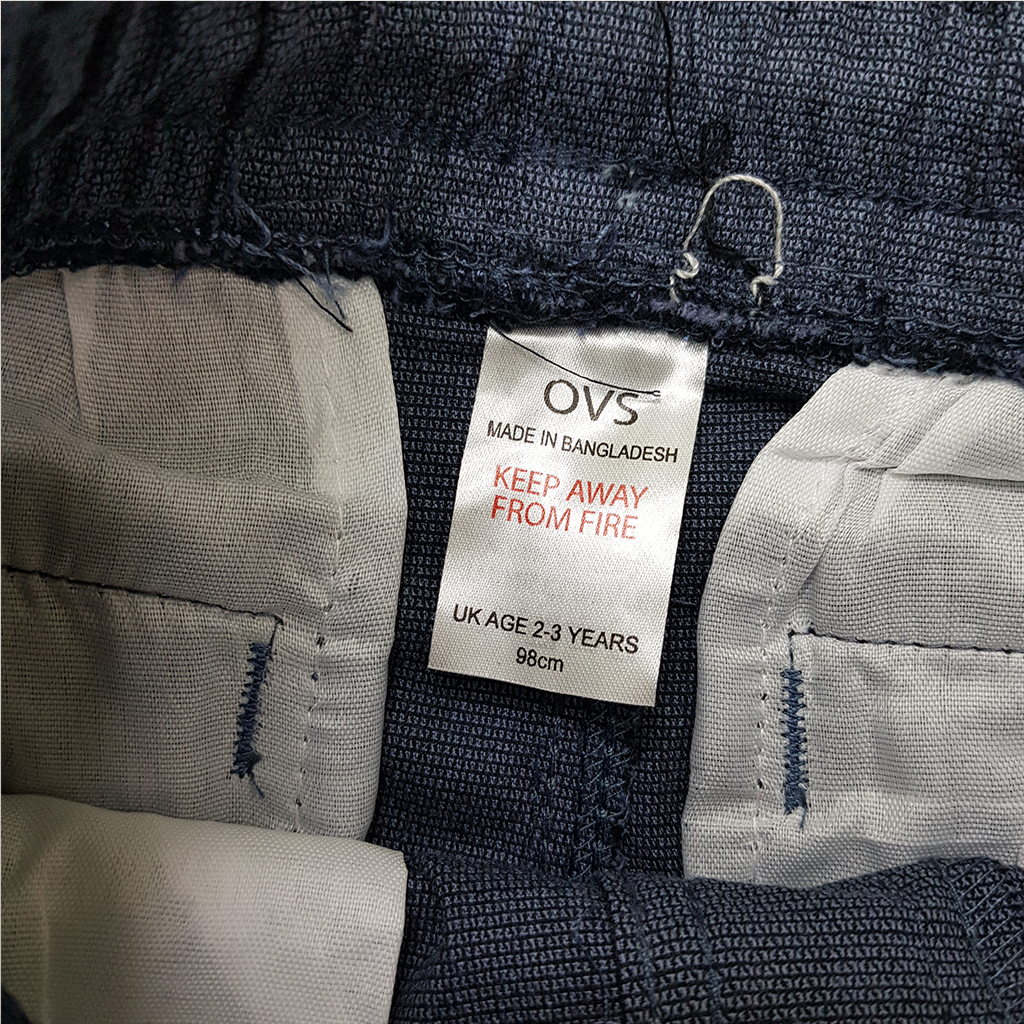 OVS
MADE IN BANGLADESH
KEEP AWAY
FROM FIRE
UK AGE 2-3 YEARS
98cm